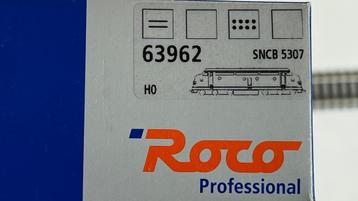 63962 SNCB 5307
H0
Roco
Professional